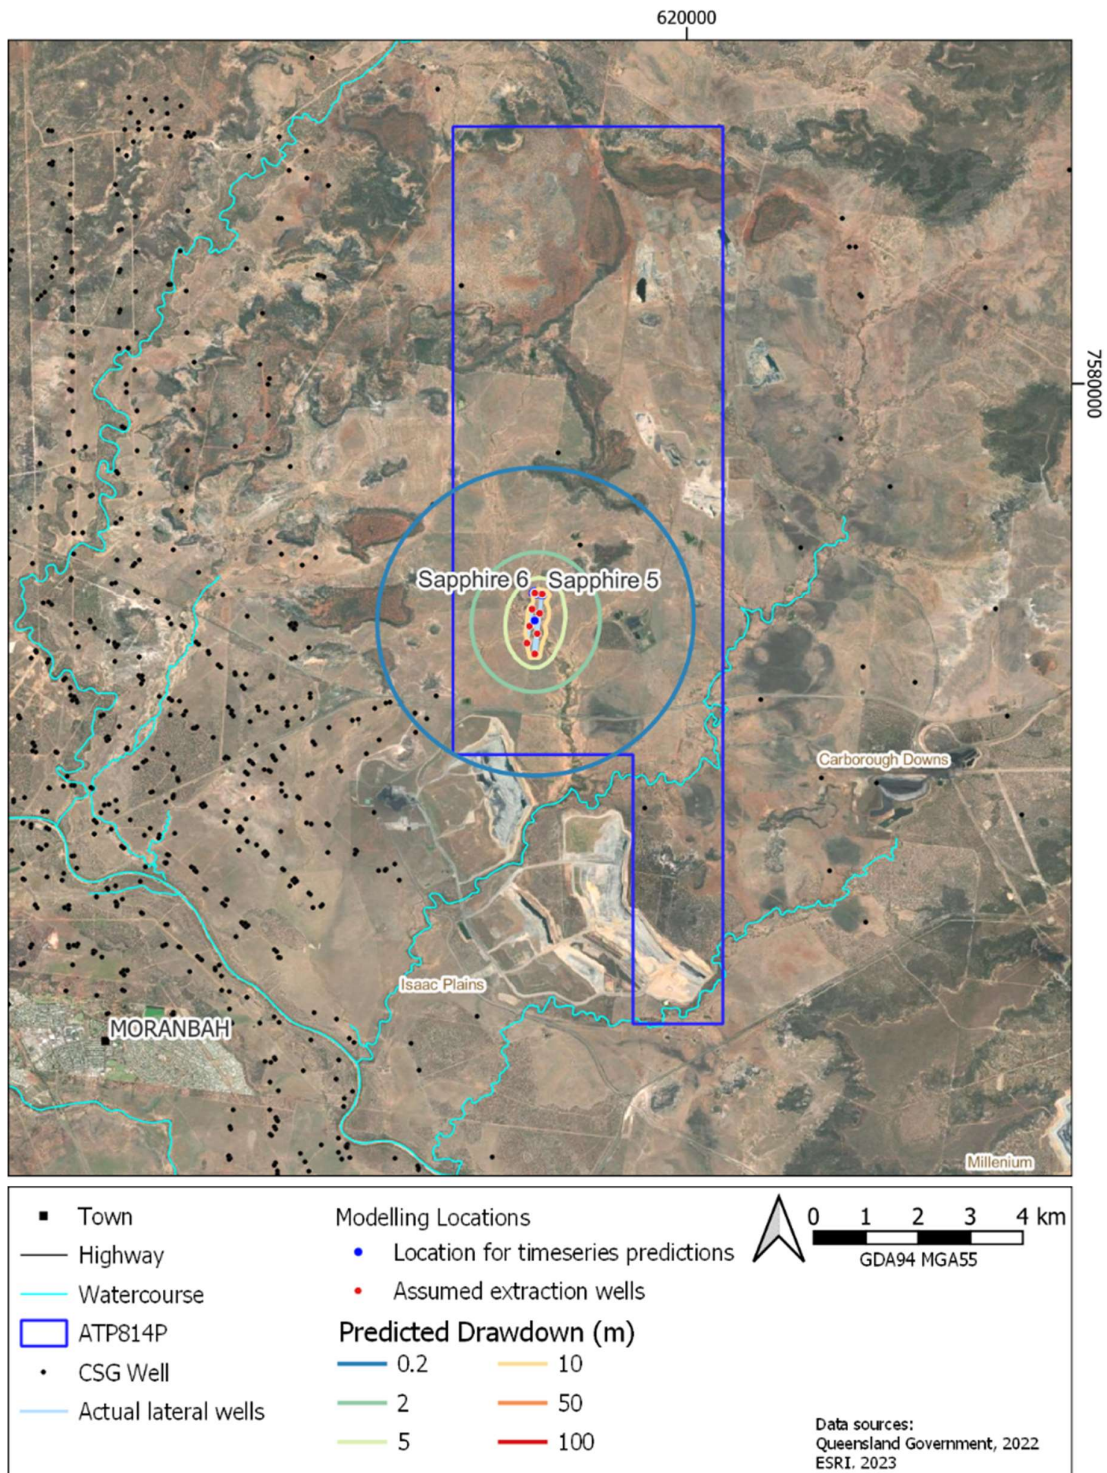 620000
7580000
Sapphire 6
Sapphire 5
Carborough Downs
Isaac Plains
MORANBAH
Millenium
Town
Highway
Watercourse
ATP814P
CSG Well
Actual lateral wells
Modelling Locations
Location for timeseries predictions
Assumed extraction wells
Predicted Drawdown (m)
0.2
2
5
10
50
100
0 1 2 3 4 km
GDA94 MGA55
Data sources:
Queensland Government, 2022
ESRI, 2023